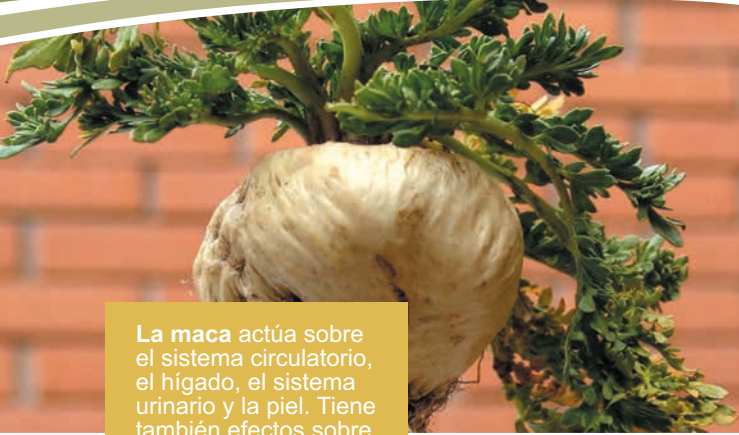 La maca actúa sobre
el sistema circulatorio,
el hígado, el sistema
urinario y la piel. Tiene
también efectos sobre